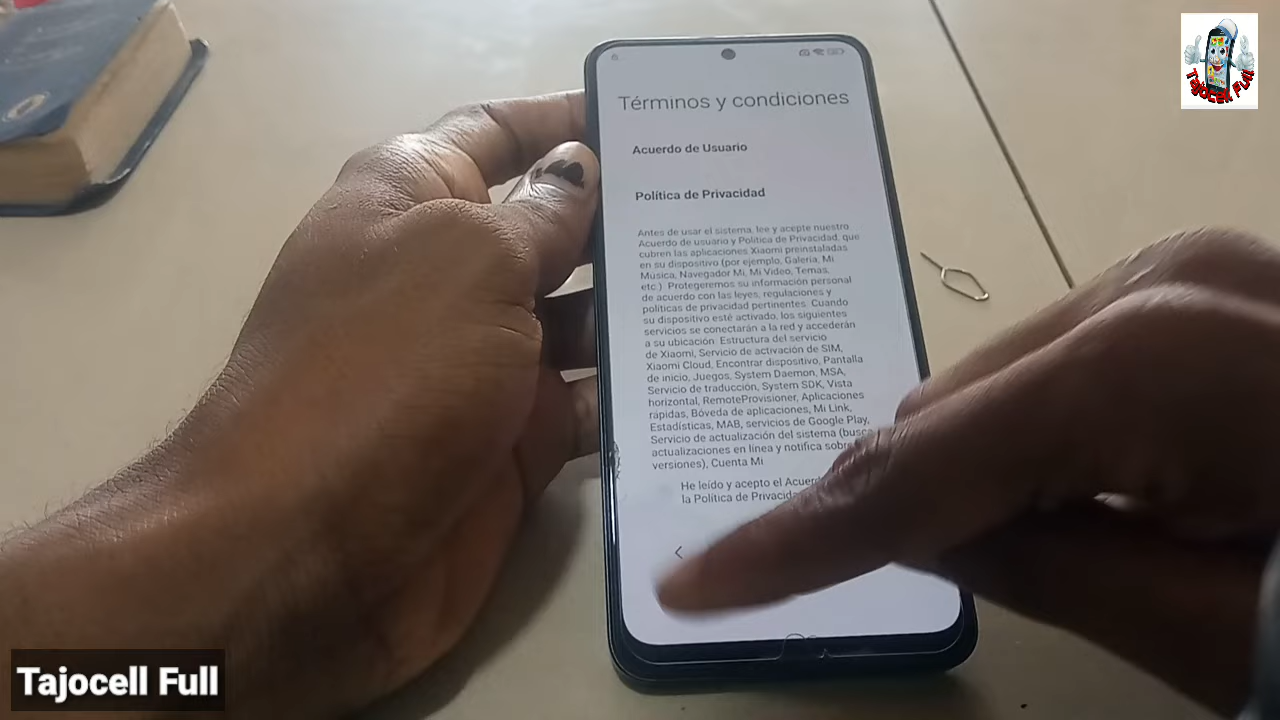 Tajocell Full
Términos y condiciones
Acuerdo de Usuario
Política de Privacidad
Antes de usar el sistema, lee y acepte nuestro
Acuerdo de usuario y Política de Privacidad, que
cubren las aplicaciones Xiaomi preinstaladas
en su dispositivo (por ejemplo, Galería, Mi
Música, Navegador Mi, Mi Video, Temas,
etc.). Protegeremos su información personal
de acuerdo con las leyes, regulaciones y
políticas de privacidad pertinentes. Cuando
su dispositivo esté activado, los siguientes
servicios se conectarán a la red y accederán
a su ubicación: Estructura del servicio
de Xiaomi, Servicio de activación de SIM,
Xiaomi Cloud, Encontrar dispositivo, Pantalla
de inicio, Juegos, System Daemon, MSA,
Servicio de traducción, System SDK, Vista
horizontal, RemoteProvisioner, Aplicaciones
rápidas, Bóveda de aplicaciones, Mi Link,
Estadísticas, MAB, servicios de Google Play,
Servicio de actualización del sistema (busca
actualizaciones en línea y notifica sobre
versiones), Cuenta Mi
He leído y acepto el Acuerd
la Política de Privacida
Tajocell Full